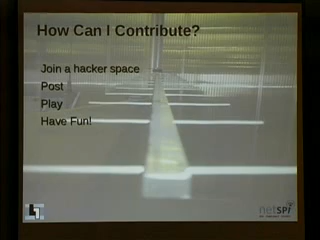 How Can I Contribute?
Join a hacker space
Post
Play
Have Fun!
netSPI